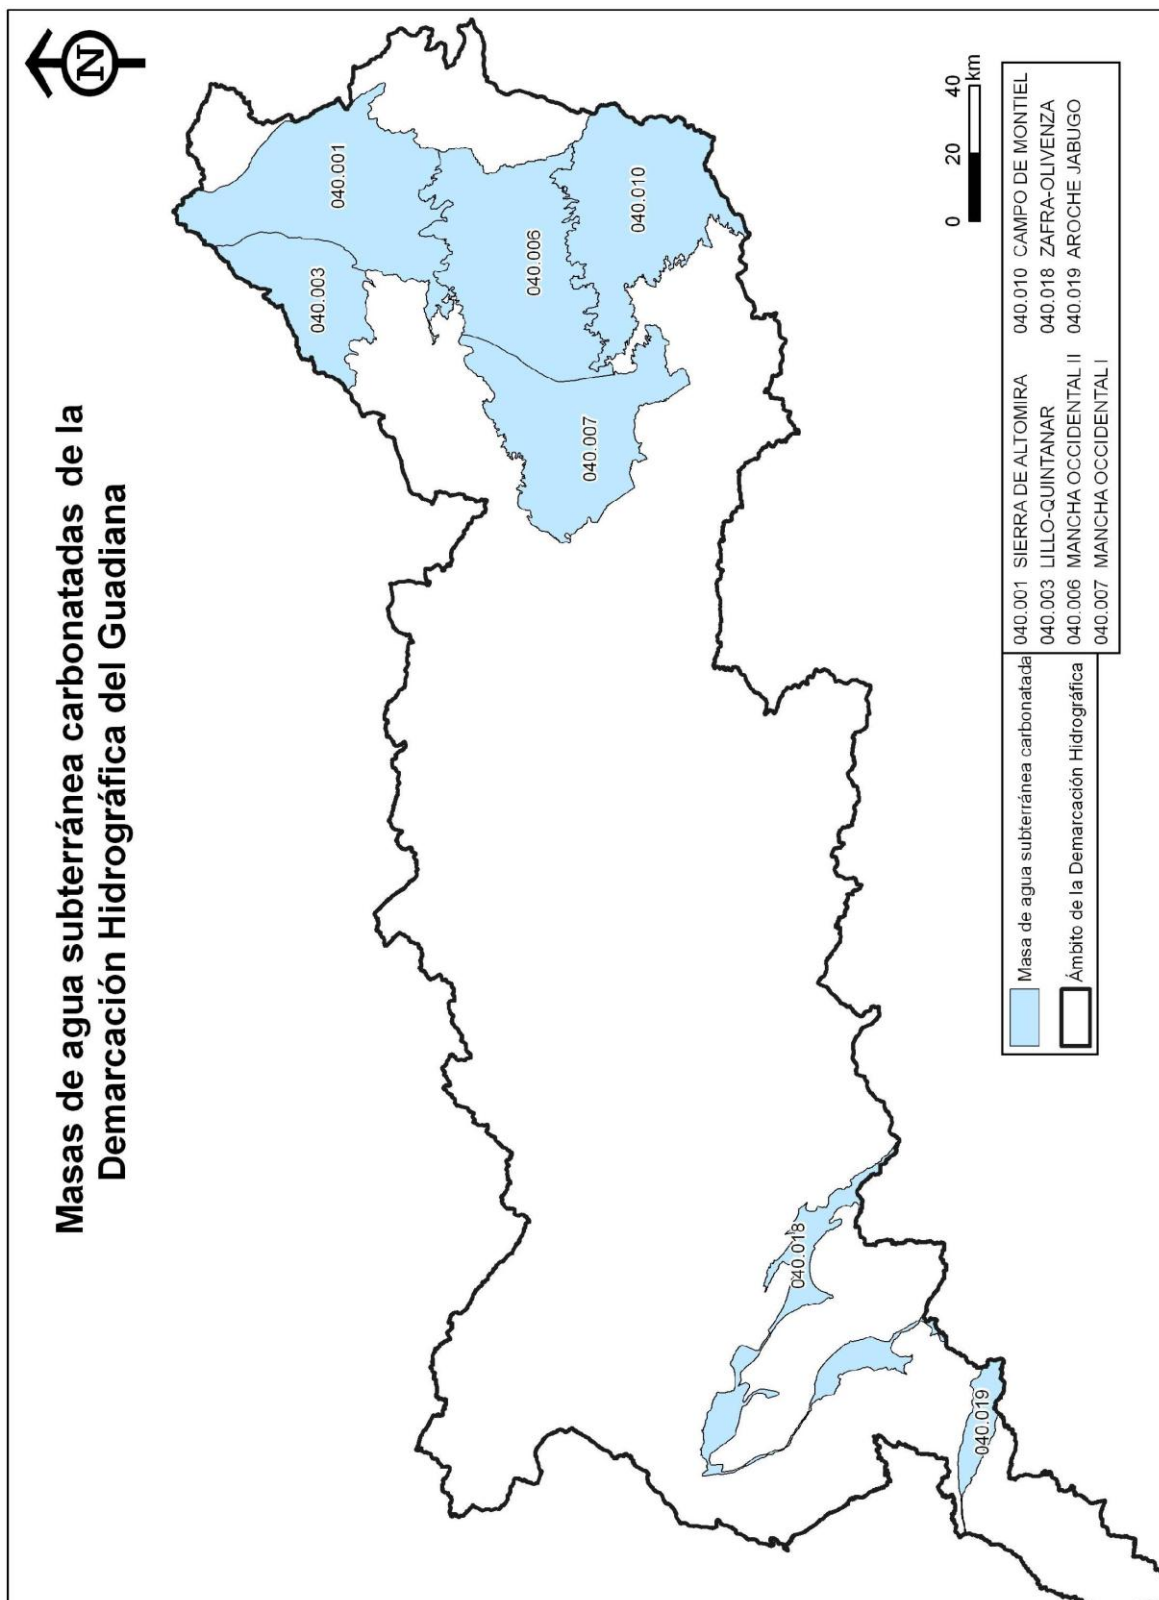 Masas de agua subterránea carbonatadas de la
Demarcación Hidrográfica del Guadiana
N
040.001
040.003
040.006
040.010
040.007
040.018
040.019
0 20 40
km
Masa de agua subterránea carbonatada
Ámbito de la Demarcación Hidrográfica
040.001 SIERRA DE ALTOMIRA
040.003 LILLO-QUINTANAR
040.006 MANCHA OCCIDENTAL II
040.007 MANCHA OCCIDENTAL I
040.010 CAMPO DE MONTIEL
040.018 ZAFRA-OLIVENZA
040.019 AROCHE JABUGO